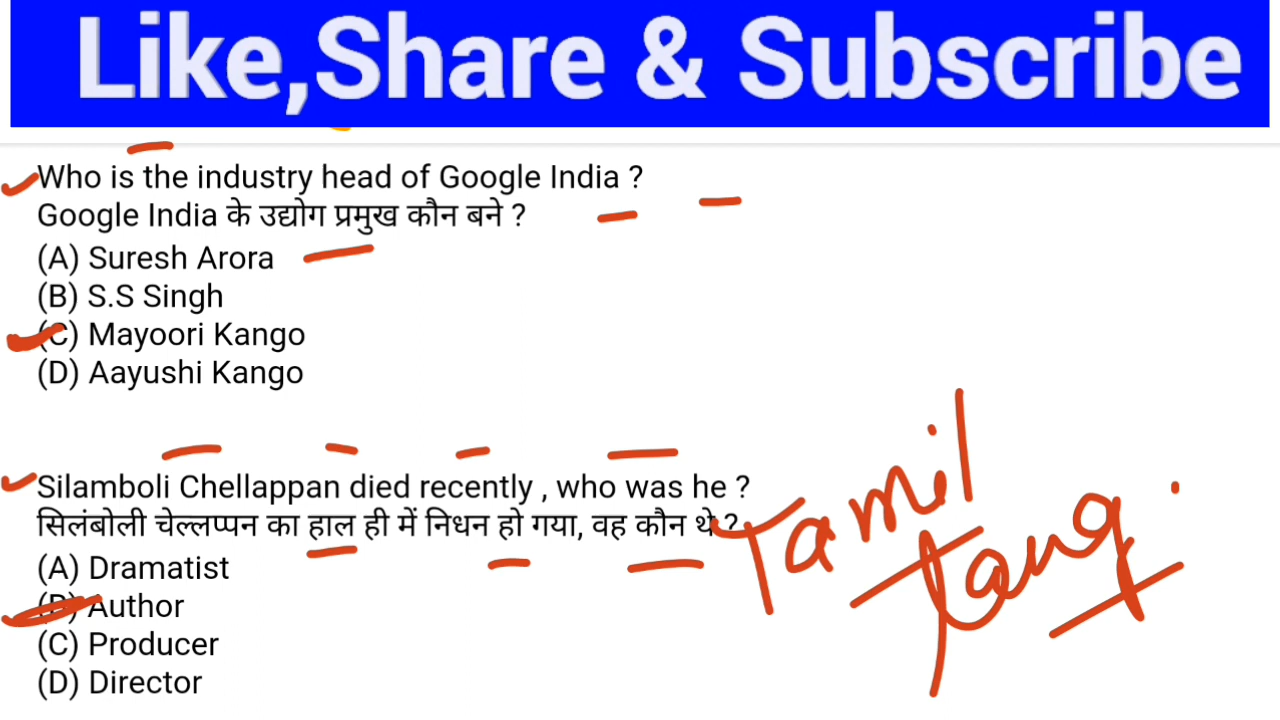 Like,Share & Subscribe
Who is the industry head of Google India ?
Google India के उद्योग प्रमुख कौन बने ?
(A) Suresh Arora
(B) S.S Singh
(C) Mayoori Kango
(D) Aayushi Kango
Silamboli Chellappan died recently , who was he ?
सिलंबोली चेल्लप्पन का हाल ही में निधन हो गया, वह कौन थे ?
(A) Dramatist
(B) Author
(C) Producer
(D) Director
Tamil